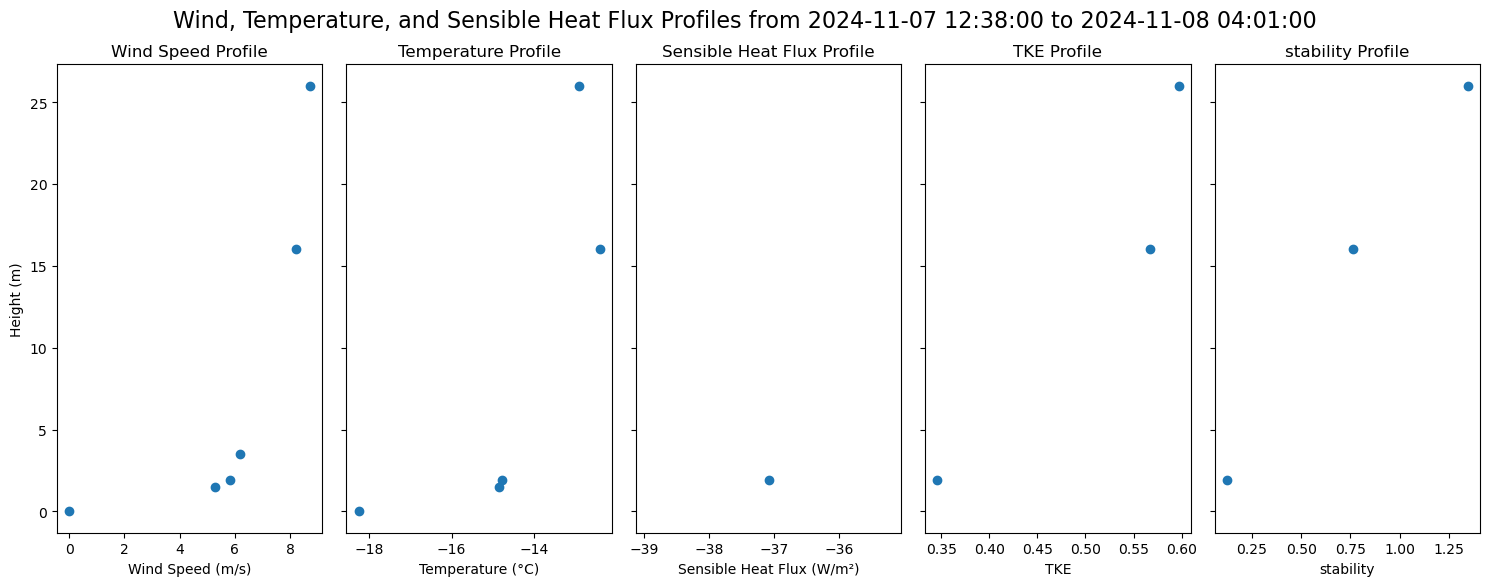 Wind, Temperature, and Sensible Heat Flux Profiles from 2024-11-07 12:38:00 to 2024-11-08 04:01:00
Wind Speed Profile
Temperature Profile
Sensible Heat Flux Profile
TKE Profile
stability Profile
25
20
15
10
5
0
Height (m)
0 2 4 6 8
−18 −16 −14
−39 −38 −37 −36
0.35 0.40 0.45 0.50 0.55 0.60
0.25 0.50 0.75 1.00 1.25
Wind Speed (m/s)
Temperature (°C)
Sensible Heat Flux (W/m²)
TKE
stability